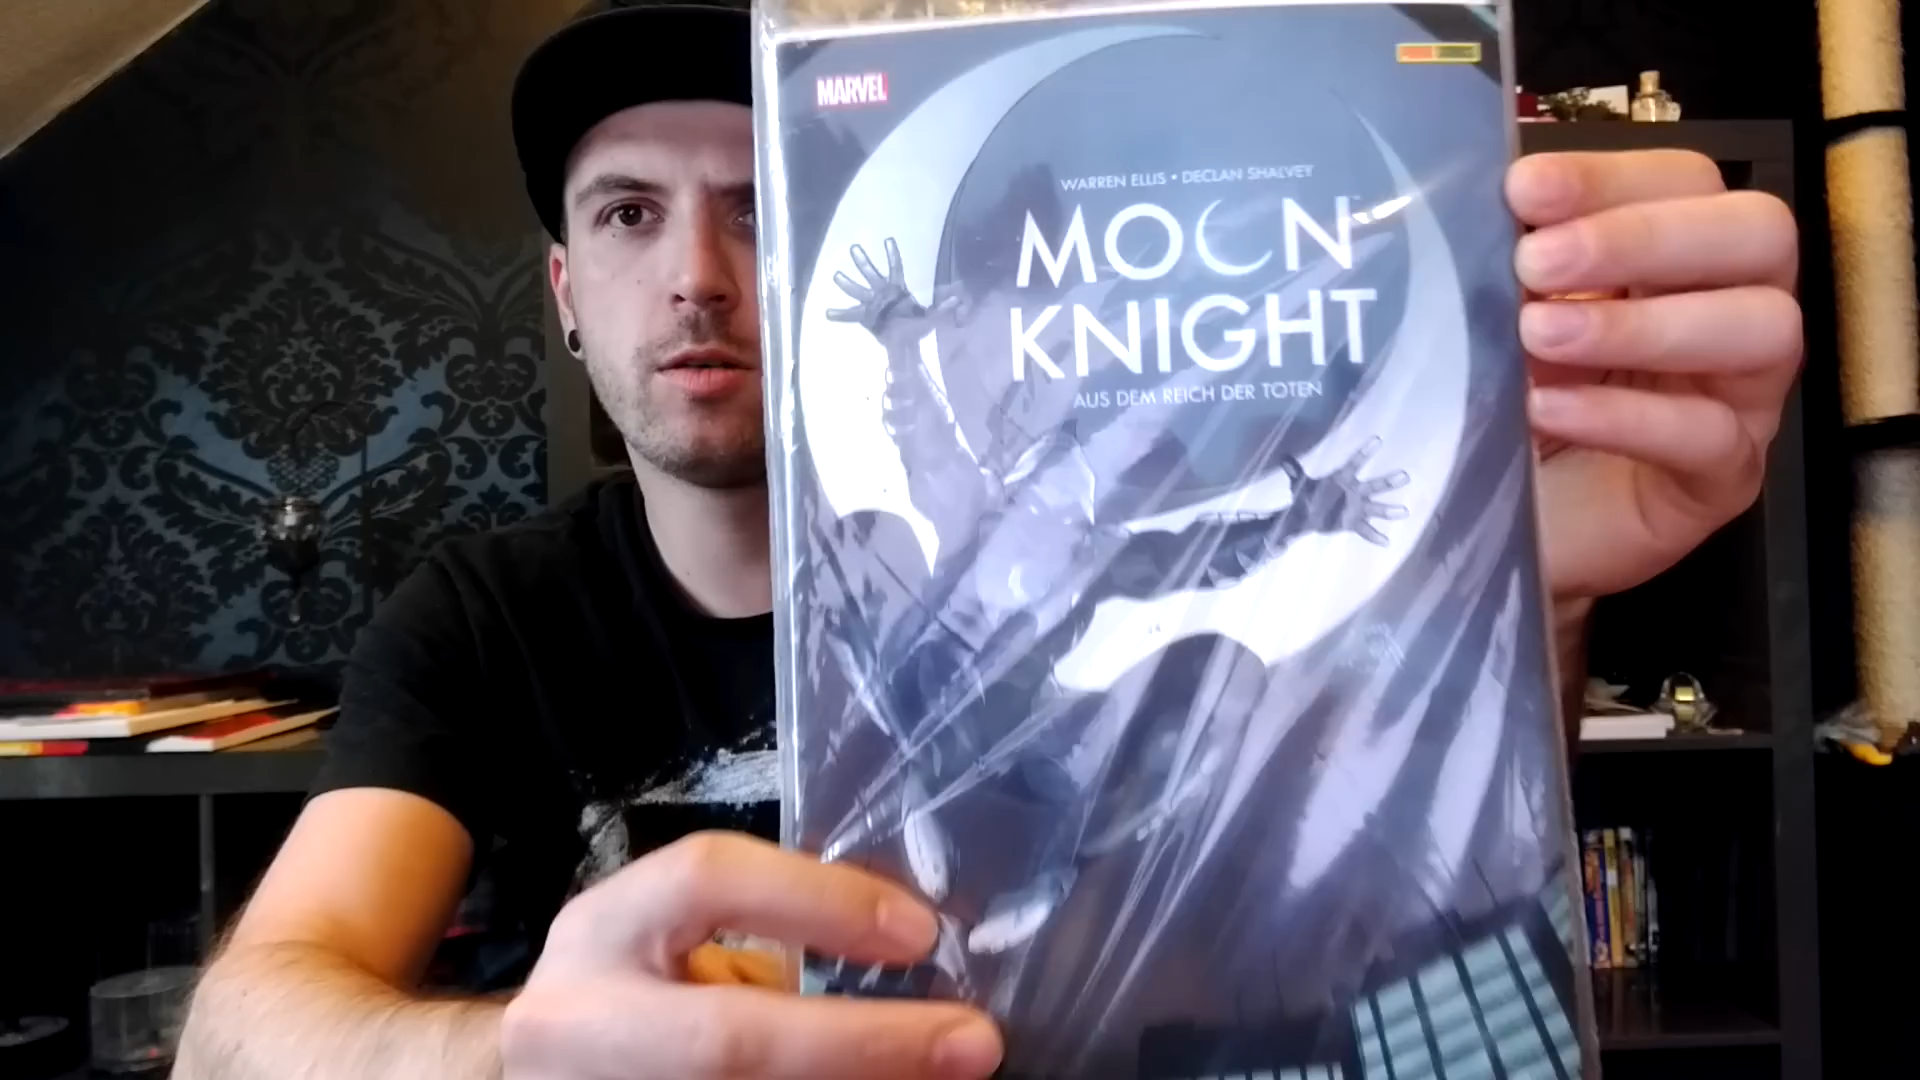 MARVEL
WARREN ELLIS • DECLAN SHALVEY
MOON
KNIGHT
AUS DEM REICH DER TOTEN